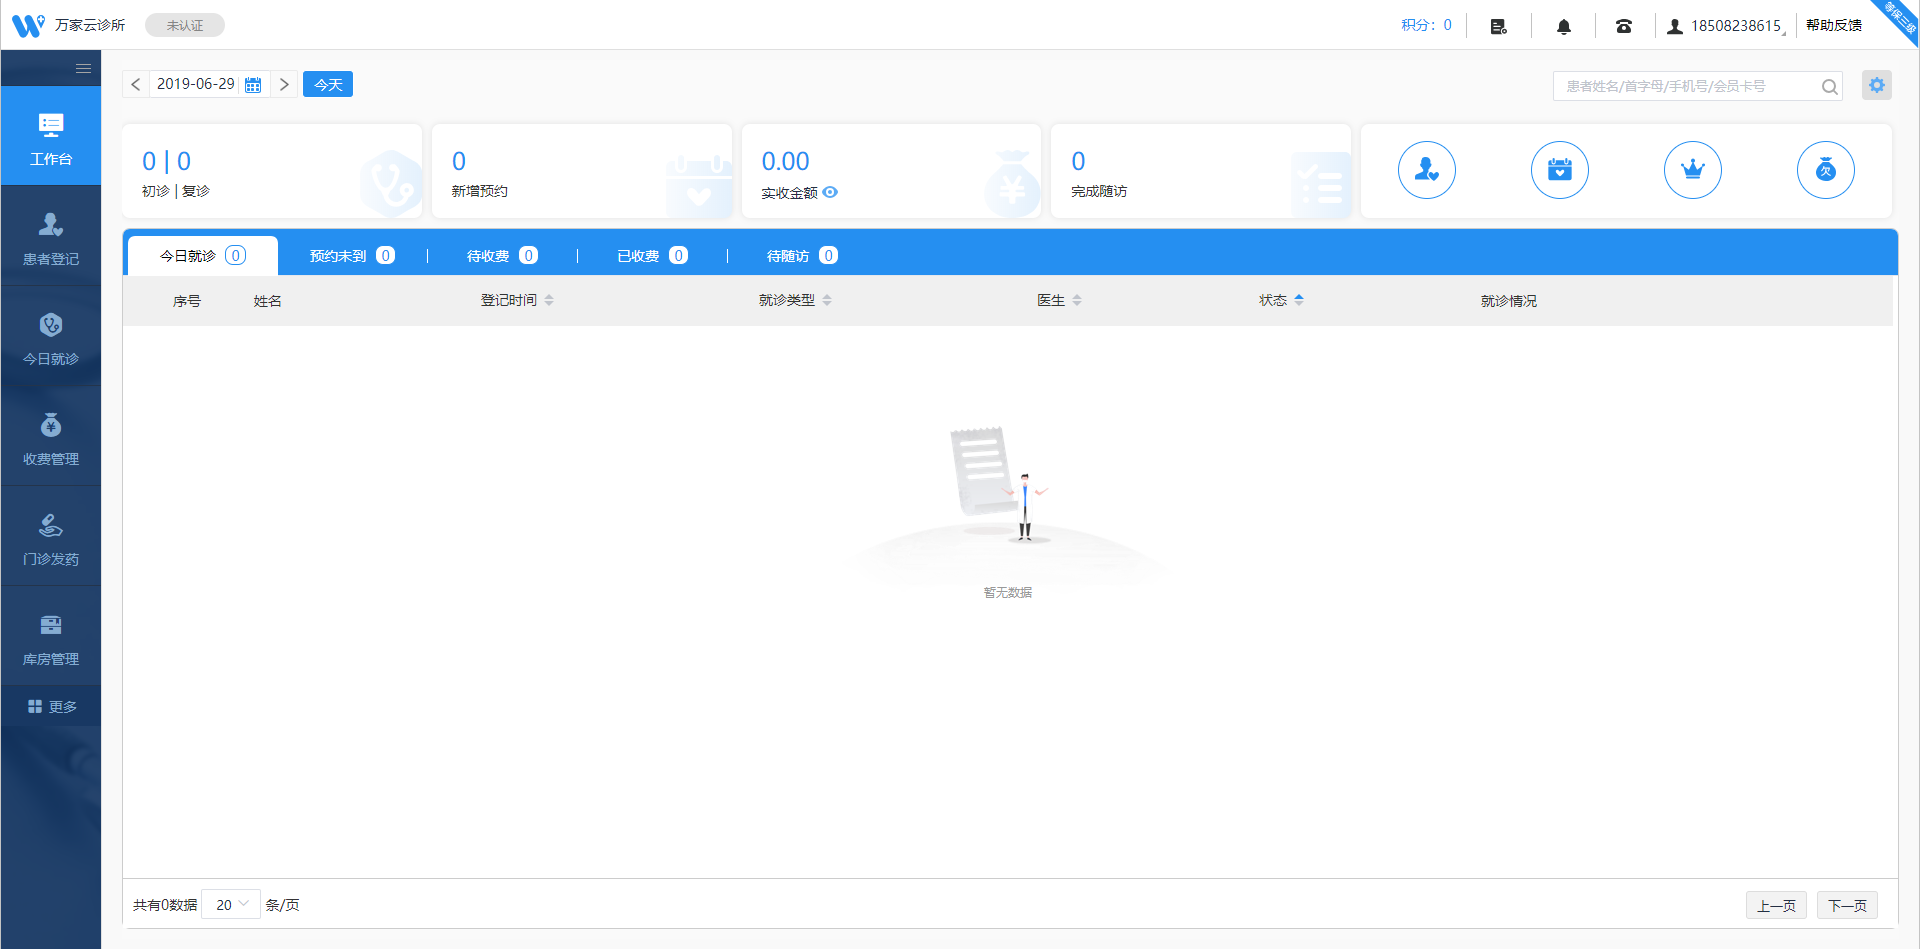 万家云诊所
未认证
积分：0
18508238615
帮助反馈
等保三级
2019-06-29
今天
患者姓名/首字母/手机号/会员卡号
工作台
患者登记
今日就诊
收费管理
门诊发药
库房管理
更多
0 | 0
初诊 | 复诊
0
新增预约
0.00
实收金额
0
完成随访
欠
今日就诊 0
预约未到 0
待收费 0
已收费 0
待随访 0
序号 姓名 登记时间 就诊类型 医生 状态 就诊情况
暂无数据
共有0数据 20 条/页
上一页 下一页